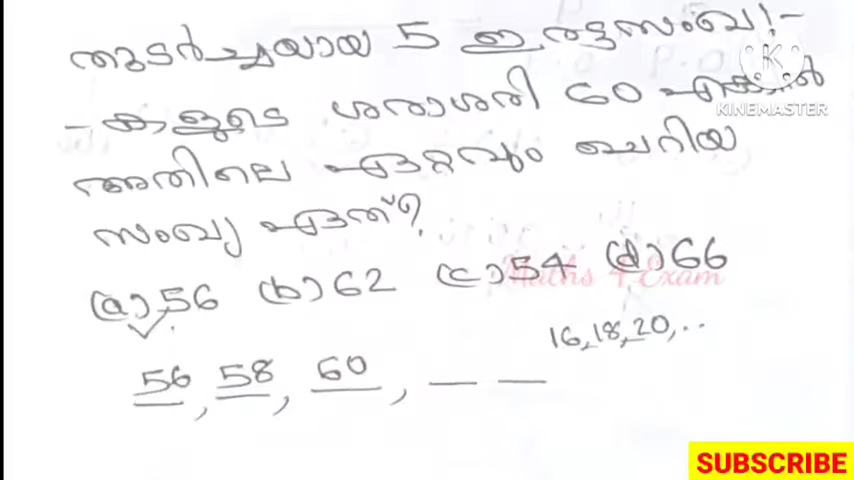 തുടർച്ചയായ 5 ഇരട്ടസംഖ്യ-
K
KINEMASTER
- കളുടെ ശരാശരി 60 എങ്കിൽ
അതിലെ ഏറ്റവും ചെറിയ
സംഖ്യ ഏത്?
(a) 56 (b) 62 (c) 54 (d) 66
Maths 4 Exam
16, 18, 20, ..
56, 58, 60, __ __
SUBSCRIBE